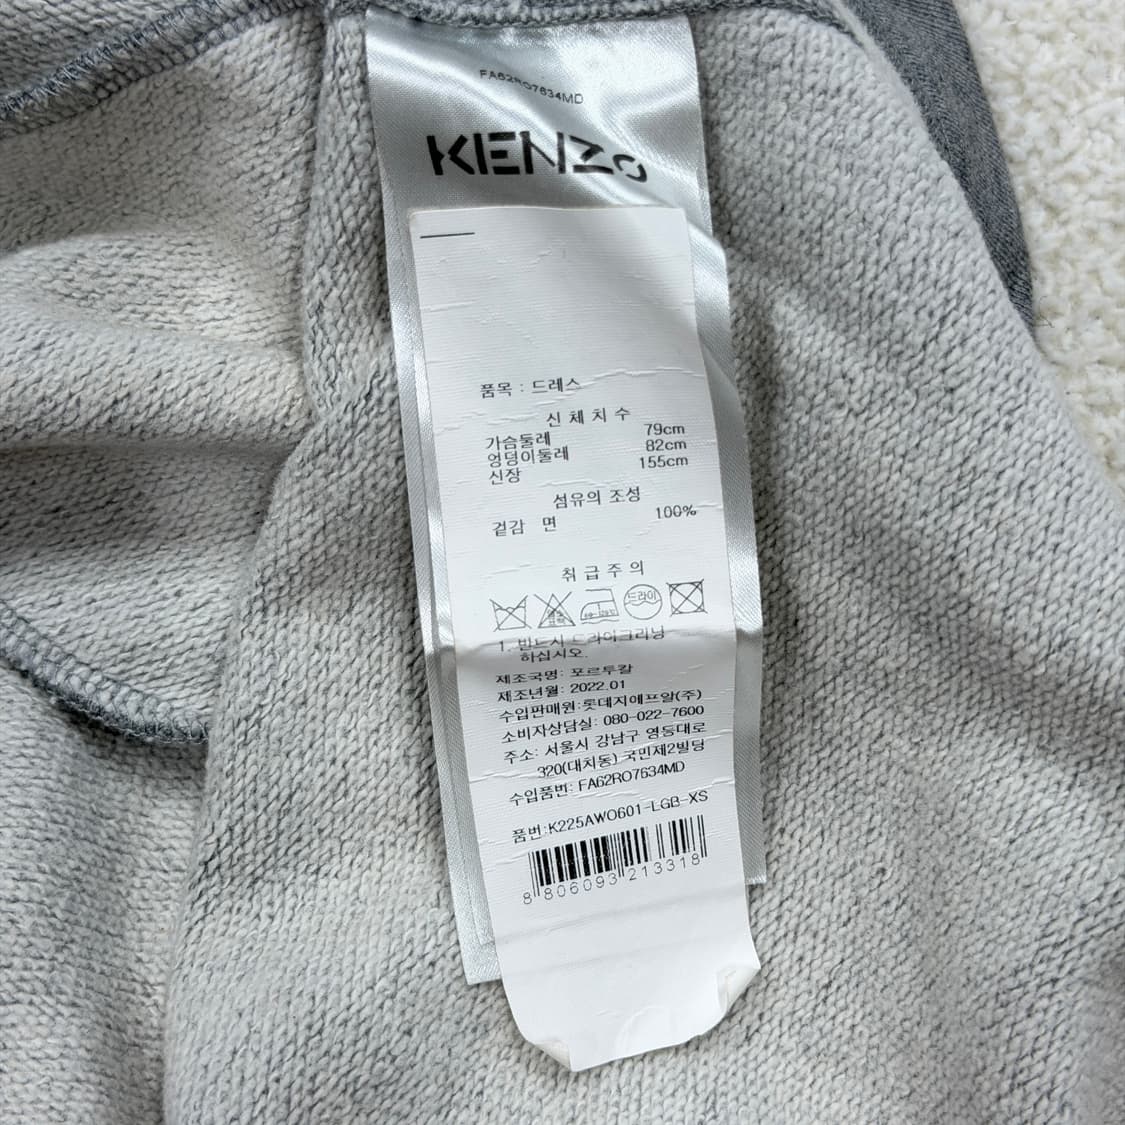 FA62RO7634MD
KENZO
품목 : 드레스
신체치수
가슴둘레 79cm
엉덩이둘레 82cm
신장 155cm
섬유의 조성
겉감 면 100%
취급주의
드라이
1. 반드시 드라이크리닝
하십시오.
제조국명: 포르투갈
제조년월: 2022.01
수입판매원:롯데지에프알(주)
소비자상담실: 080-022-7600
주소: 서울시 강남구 영동대로
320(대치동) 국민제2빌딩
수입품번: FA62RO7634MD
품번:K225AWO601-LGB-XS
8 806093 213318